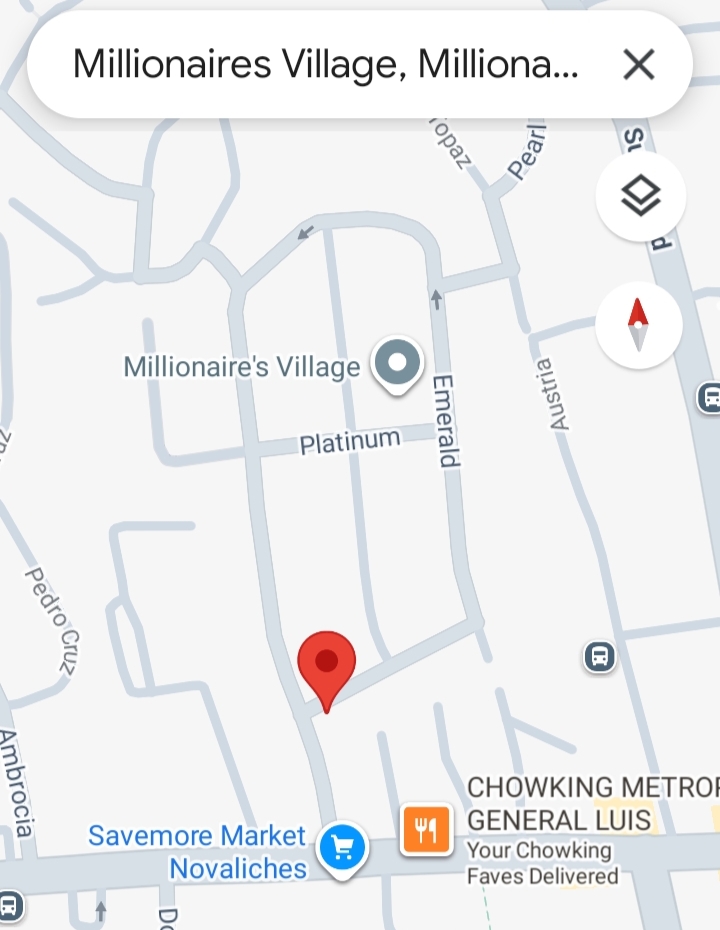 Millionaires Village, Milliona...
Topaz
Pearl
Millionaire's Village
Emerald
Platinum
Austria
Pedro Cruz
Ambrocia
CHOWKING METROP
GENERAL LUIS
Your Chowking
Faves Delivered
Savemore Market
Novaliches